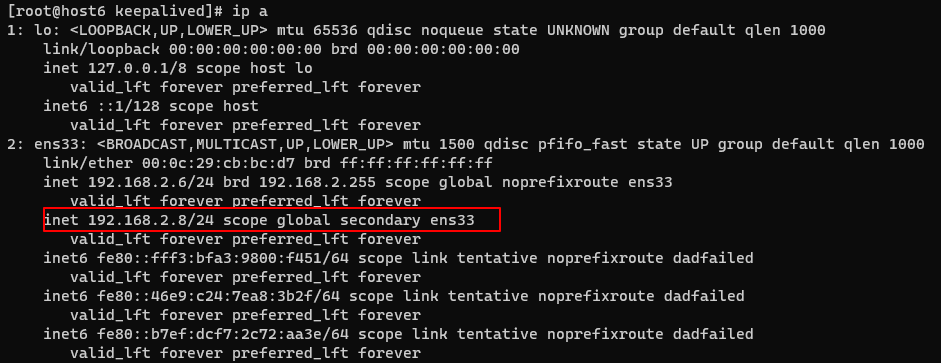 [root@host6 keepalived]# ip a
1: lo: <LOOPBACK,UP,LOWER_UP> mtu 65536 qdisc noqueue state UNKNOWN group default qlen 1000
    link/loopback 00:00:00:00:00:00 brd 00:00:00:00:00:00
    inet 127.0.0.1/8 scope host lo
       valid_lft forever preferred_lft forever
    inet6 ::1/128 scope host
       valid_lft forever preferred_lft forever
2: ens33: <BROADCAST,MULTICAST,UP,LOWER_UP> mtu 1500 qdisc pfifo_fast state UP group default qlen 1000
    link/ether 00:0c:29:cb:bc:d7 brd ff:ff:ff:ff:ff:ff
    inet 192.168.2.6/24 brd 192.168.2.255 scope global noprefixroute ens33
       valid_lft forever preferred_lft forever
    inet 192.168.2.8/24 scope global secondary ens33
       valid_lft forever preferred_lft forever
    inet6 fe80::fff3:bfa3:9800:f451/64 scope link tentative noprefixroute dadfailed
       valid_lft forever preferred_lft forever
    inet6 fe80::46e9:c24:7ea8:3b2f/64 scope link tentative noprefixroute dadfailed
       valid_lft forever preferred_lft forever
    inet6 fe80::b7ef:dcf7:2c72:aa3e/64 scope link tentative noprefixroute dadfailed
       valid_lft forever preferred_lft forever